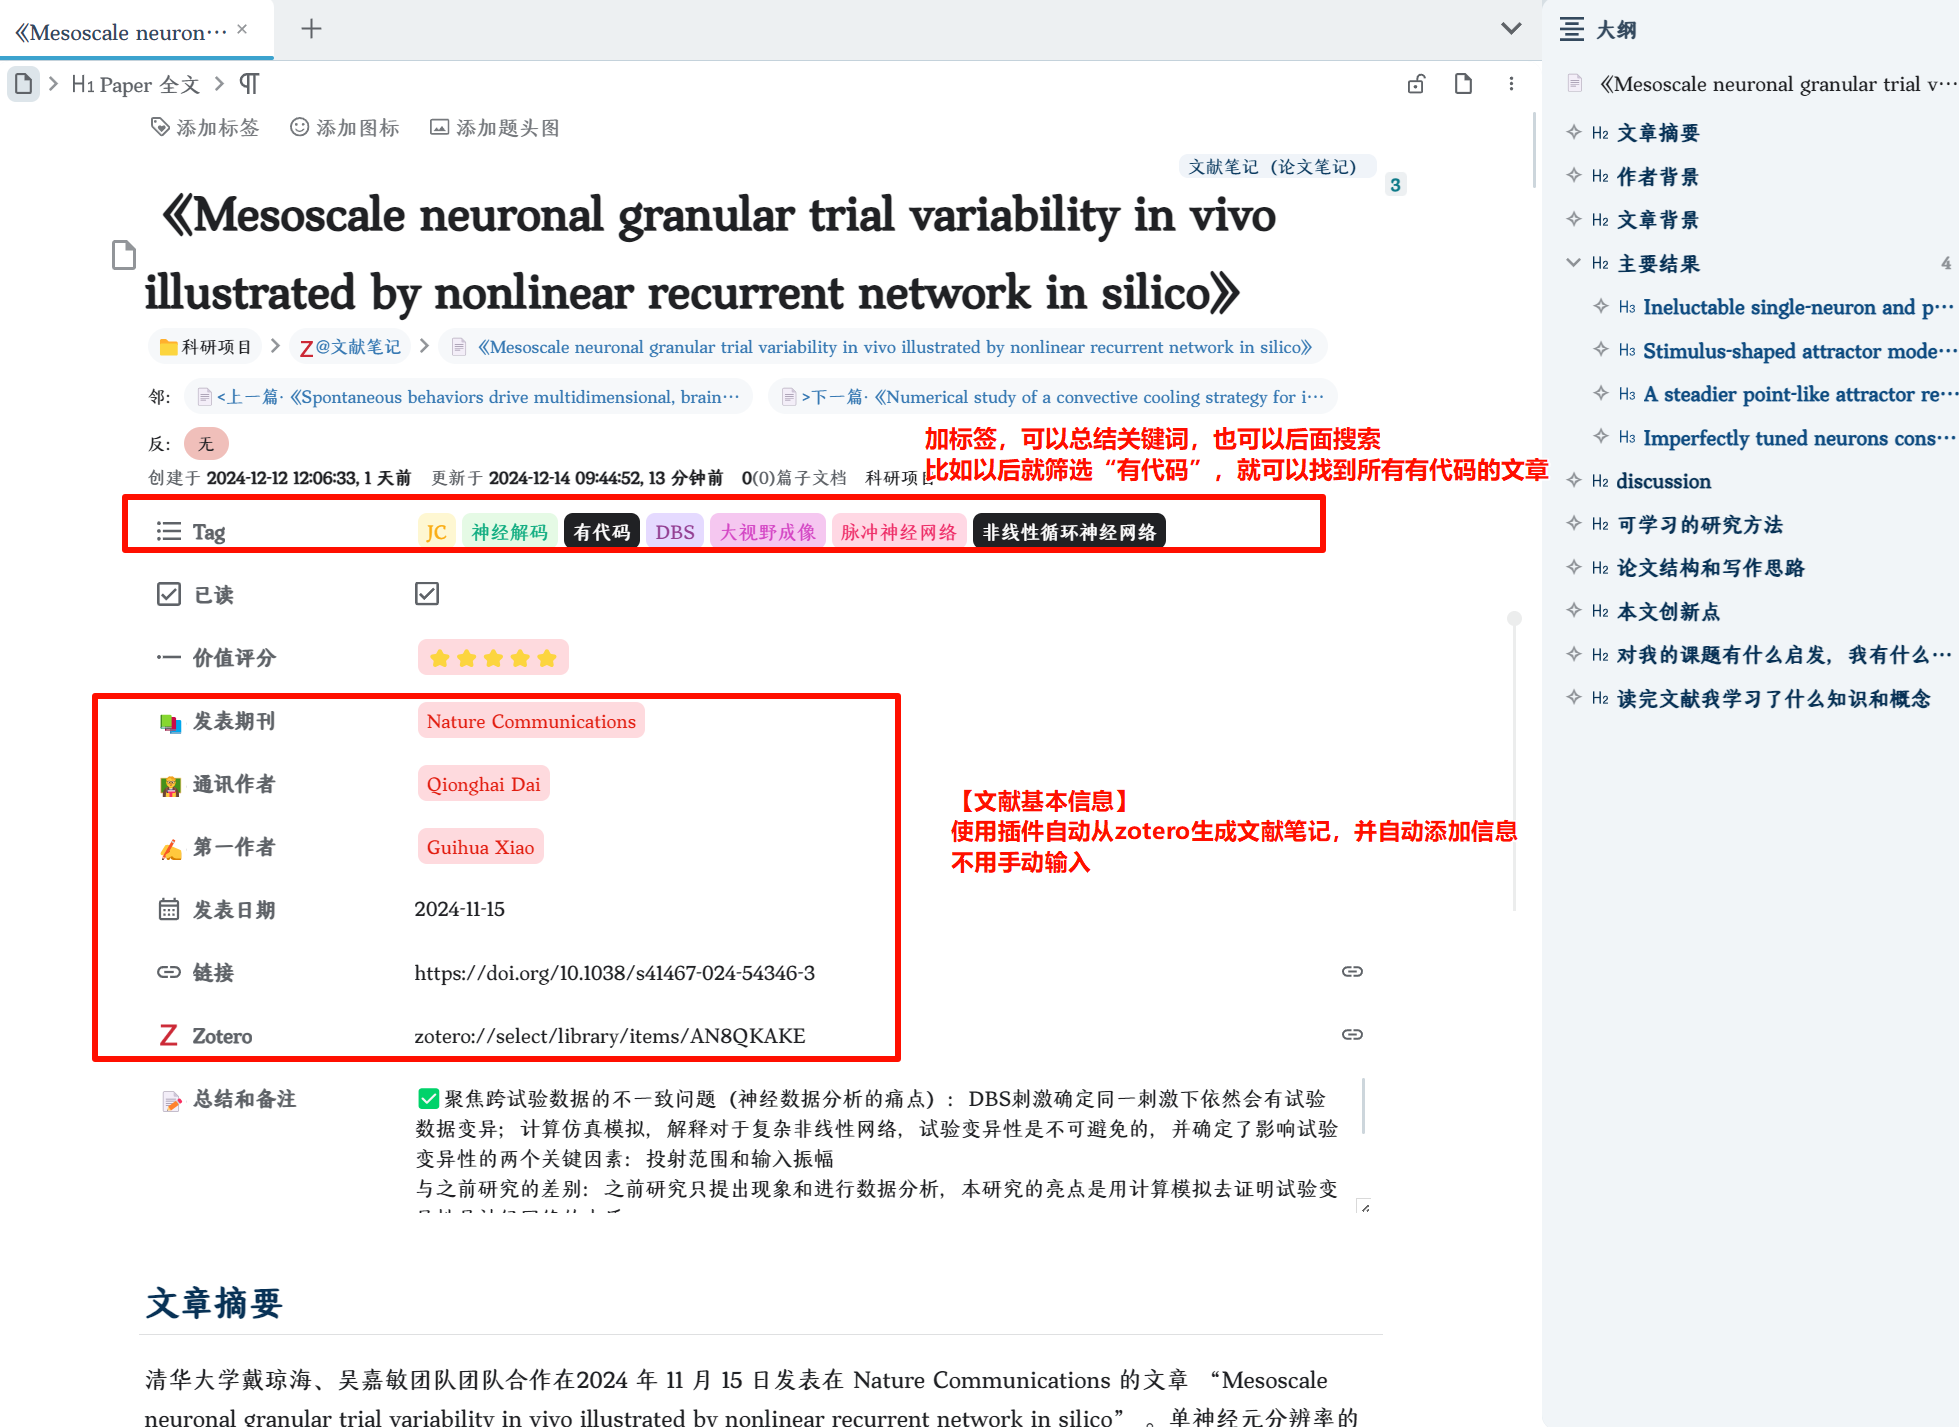 《Mesoscale neuron···
H1 Paper 全文
添加标签 添加图标 添加题头图
文献笔记（论文笔记）
3
《Mesoscale neuronal granular trial variability in vivo
illustrated by nonlinear recurrent network in silico》
科研项目 Z@文献笔记 《Mesoscale neuronal granular trial variability in vivo illustrated by nonlinear recurrent network in silico》
邻: <上一篇·《Spontaneous behaviors drive multidimensional, brain··· >下一篇·《Numerical study of a convective cooling strategy for i···
反: 无
加标签，可以总结关键词，也可以后面搜索
比如以后就筛选“有代码”，就可以找到所有有代码的文章
创建于 2024-12-12 12:06:33, 1 天前 更新于 2024-12-14 09:44:52, 13 分钟前 0(0)篇子文档 科研项目
Tag JC 神经解码 有代码 DBS 大视野成像 脉冲神经网络 非线性循环神经网络
已读
价值评分
发表期刊 Nature Communications
通讯作者 Qionghai Dai
第一作者 Guihua Xiao
发表日期 2024-11-15
链接 https://doi.org/10.1038/s41467-024-54346-3
Z Zotero zotero://select/library/items/AN8QKAKE
【文献基本信息】
使用插件自动从zotero生成文献笔记，并自动添加信息
不用手动输入
总结和备注 聚焦跨试验数据的不一致问题（神经数据分析的痛点）：DBS刺激确定同一刺激下依然会有试验
数据变异；计算仿真模拟，解释对于复杂非线性网络，试验变异性是不可避免的，并确定了影响试验
变异性的两个关键因素：投射范围和输入振幅
与之前研究的差别：之前研究只提出现象和进行数据分析，本研究的亮点是用计算模拟去证明试验变
文章摘要
清华大学戴琼海、吴嘉敏团队团队合作在2024 年 11 月 15 日发表在 Nature Communications 的文章 “Mesoscale
neuronal granular trial variability in vivo illustrated by nonlinear recurrent network in silico” 。单神经元分辨率的
大纲
《Mesoscale neuronal granular trial v···
H2 文章摘要
H2 作者背景
H2 文章背景
H2 主要结果 4
H3 Ineluctable single-neuron and p···
H3 Stimulus-shaped attractor mode···
H3 A steadier point-like attractor re···
H3 Imperfectly tuned neurons cons···
H2 discussion
H2 可学习的研究方法
H2 论文结构和写作思路
H2 本文创新点
H2 对我的课题有什么启发，我有什么···
H2 读完文献我学习了什么知识和概念